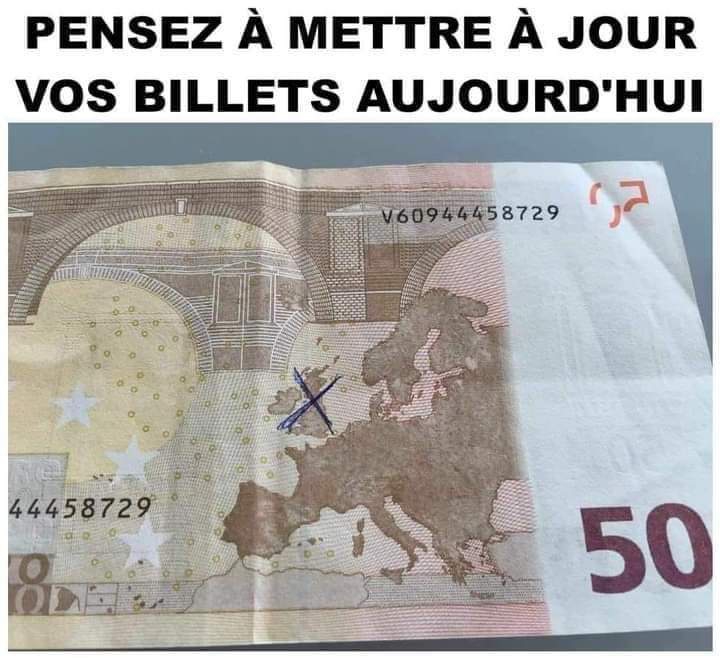 PENSEZ À METTRE À JOUR
VOS BILLETS AUJOURD'HUI
V60944458729
44458729
50